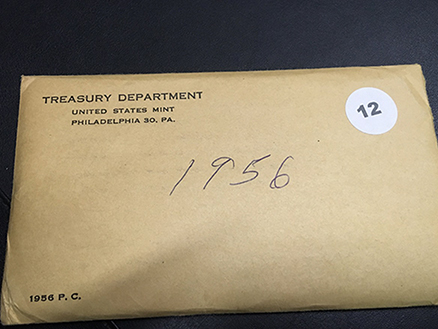 TREASURY DEPARTMENT
UNITED STATES MINT
PHILADELPHIA 30, PA.
12
1956
1956 P. C.